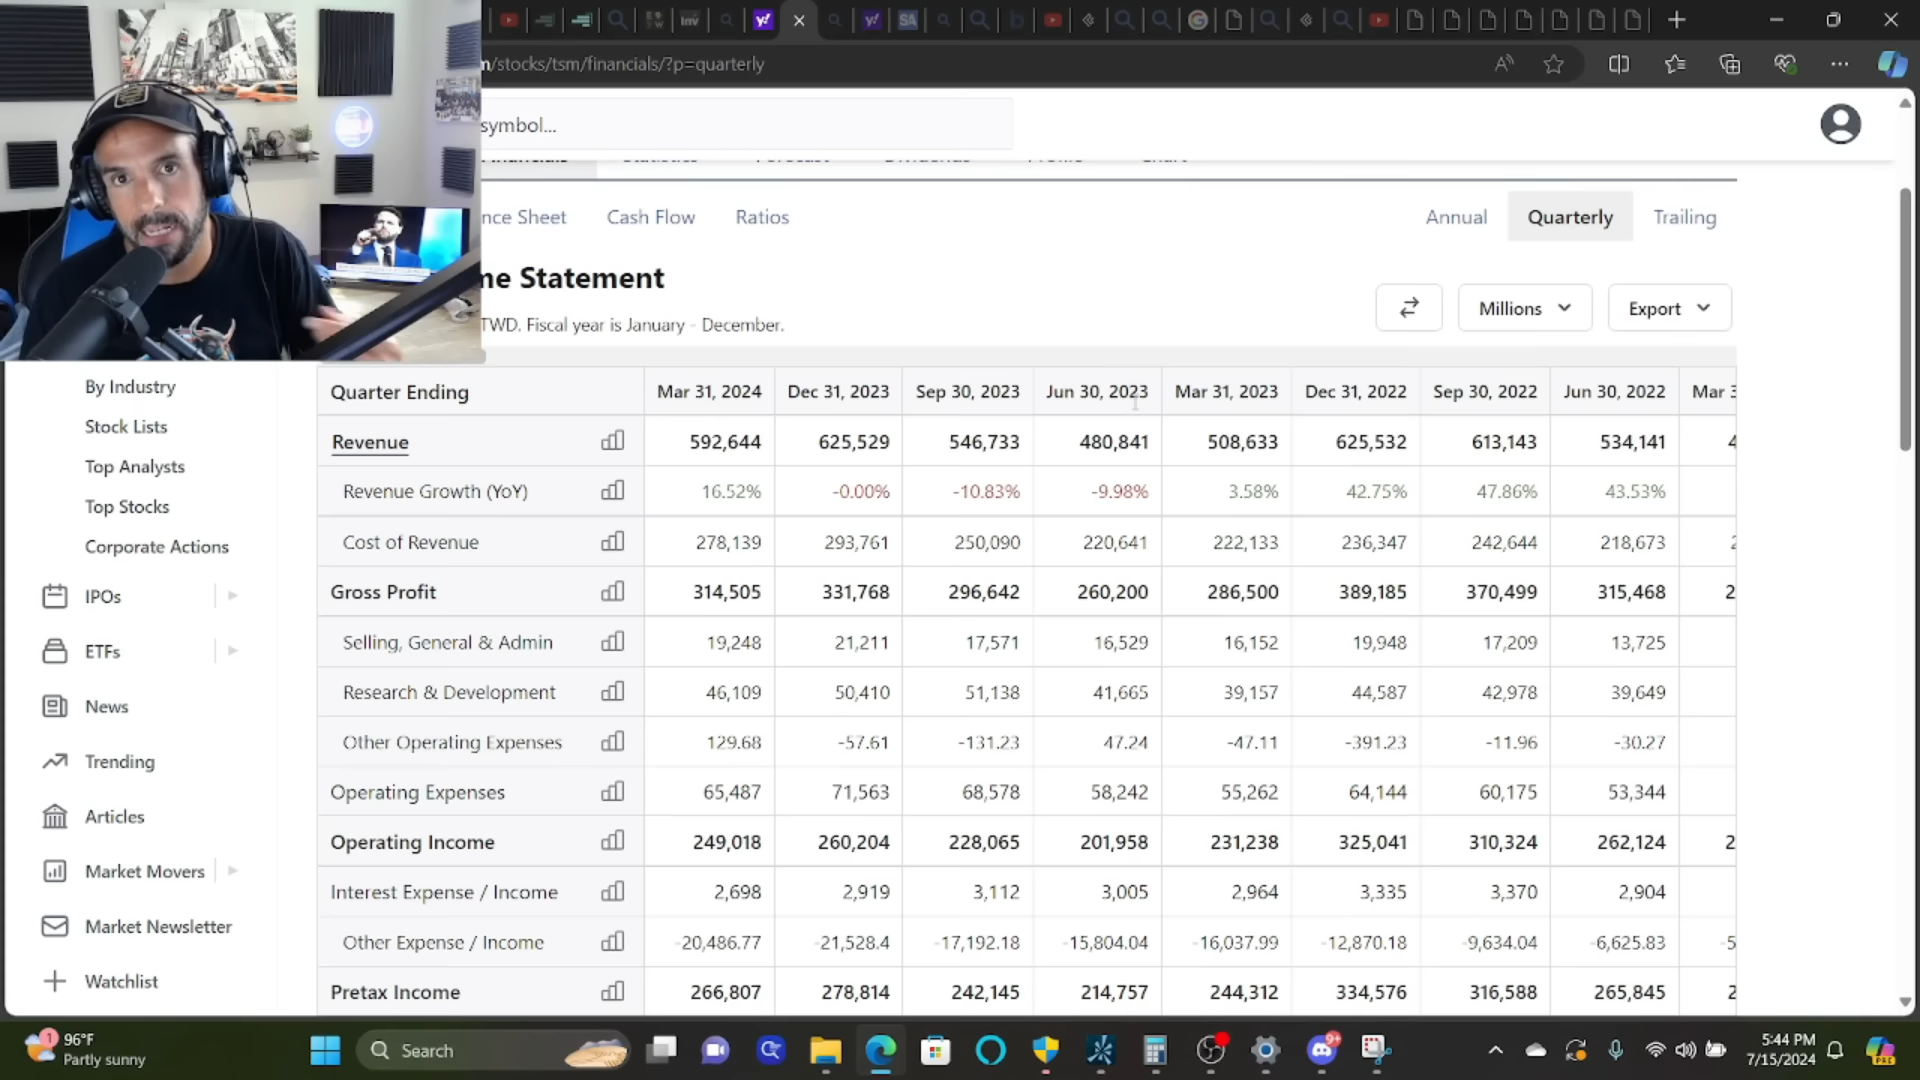 m/stocks/tsm/financials/?p=quarterly
symbol...
nce Sheet Cash Flow Ratios Annual Quarterly Trailing
ne Statement
Millions Export
TWD. Fiscal year is January - December.
By Industry
Stock Lists
Top Analysts
Top Stocks
Corporate Actions
IPOs
ETFs
News
Trending
Articles
Market Movers
Market Newsletter
Watchlist
Quarter Ending Mar 31, 2024 Dec 31, 2023 Sep 30, 2023 Jun 30, 2023 Mar 31, 2023 Dec 31, 2022 Sep 30, 2022 Jun 30, 2022 Mar 3
Revenue 592,644 625,529 546,733 480,841 508,633 625,532 613,143 534,141 4
Revenue Growth (YoY) 16.52% -0.00% -10.83% -9.98% 3.58% 42.75% 47.86% 43.53%
Cost of Revenue 278,139 293,761 250,090 220,641 222,133 236,347 242,644 218,673 2
Gross Profit 314,505 331,768 296,642 260,200 286,500 389,185 370,499 315,468 2
Selling, General & Admin 19,248 21,211 17,571 16,529 16,152 19,948 17,209 13,725
Research & Development 46,109 50,410 51,138 41,665 39,157 44,587 42,978 39,649
Other Operating Expenses 129.68 -57.61 -131.23 47.24 -47.11 -391.23 -11.96 -30.27
Operating Expenses 65,487 71,563 68,578 58,242 55,262 64,144 60,175 53,344
Operating Income 249,018 260,204 228,065 201,958 231,238 325,041 310,324 262,124 2
Interest Expense / Income 2,698 2,919 3,112 3,005 2,964 3,335 3,370 2,904
Other Expense / Income -20,486.77 -21,528.4 -17,192.18 -15,804.04 -16,037.99 -12,870.18 -9,634.04 -6,625.83 -5
Pretax Income 266,807 278,814 242,145 214,757 244,312 334,576 316,588 265,845 2
96°F
Partly sunny
Search
5:44 PM
7/15/2024